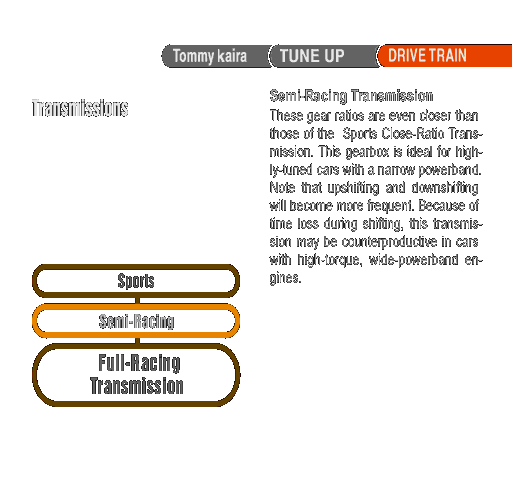 Tommy kaira TUNE UP DRIVE TRAIN
Transmissions
Semi-Racing Transmission
These gear ratios are even closer than
those of the Sports Close-Ratio Trans-
mission. This gearbox is ideal for high-
ly-tuned cars with a narrow powerband.
Note that upshifting and downshifting
will become more frequent. Because of
time loss during shifting, this transmis-
sion may be counterproductive in cars
with high-torque, wide-powerband en-
gines.
Sports
Semi-Racing
Full-Racing
Transmission